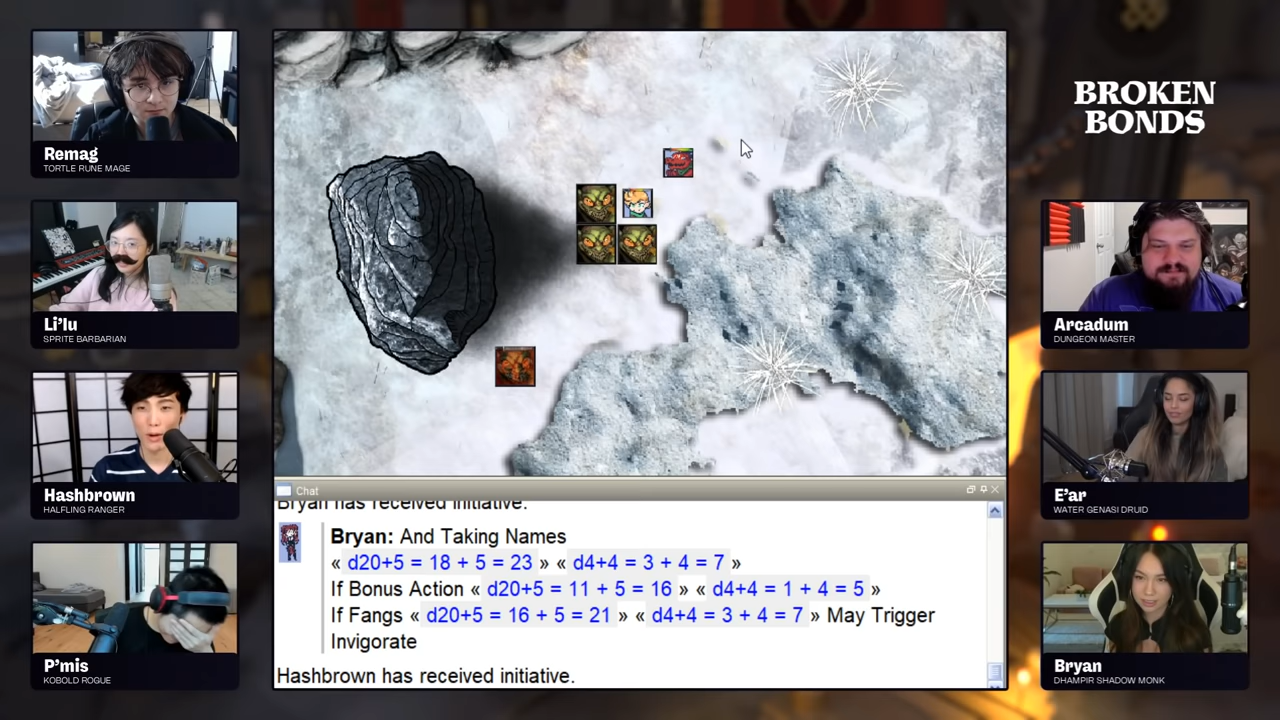 Remag
TORTLE RUNE MAGE
Li'lu
SPRITE BARBARIAN
Hashbrown
HALFLING RANGER
P'mis
KOBOLD ROGUE
Chat
Bryan has received initiative.
Bryan: And Taking Names
« d20+5 = 18 + 5 = 23 » « d4+4 = 3 + 4 = 7 »
If Bonus Action « d20+5 = 11 + 5 = 16 » « d4+4 = 1 + 4 = 5 »
If Fangs « d20+5 = 16 + 5 = 21 » « d4+4 = 3 + 4 = 7 » May Trigger
Invigorate
Hashbrown has received initiative.
BROKEN
BONDS
Arcadum
DUNGEON MASTER
E'ar
WATER GENASI DRUID
Bryan
DHAMPIR SHADOW MONK